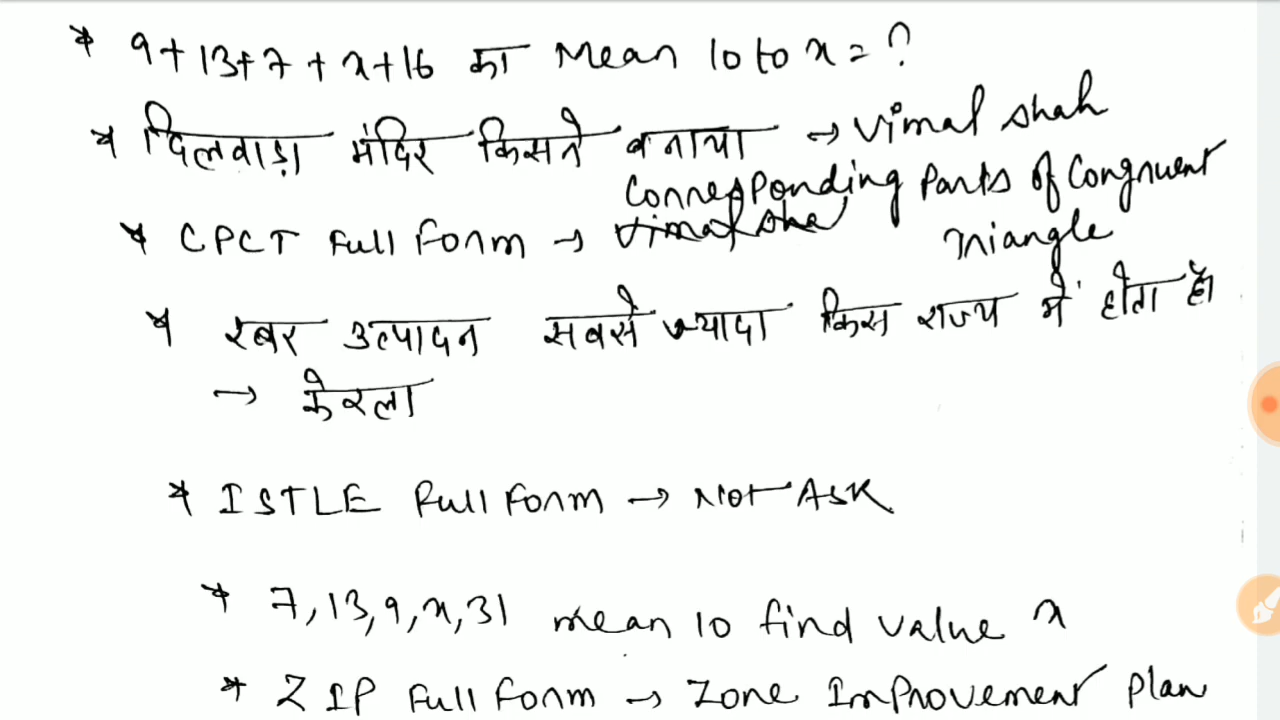 * 9+13+7+x+16 का Mean 10 to x = ?
* दिलवाड़ा मंदिर किसने बनाया → Vimal shah
* CPCT Full Form → Vimal sha Corresponding Parts of Congruent Triangle
* रबर उत्पादन सबसे ज्यादा किस राज्य में होता है
→ केरला
* ISTLE Full Form → Not Ask
* 7,13,9,x,31 mean 10 find value x
* ZIP Full Form → Zone Improvement Plan